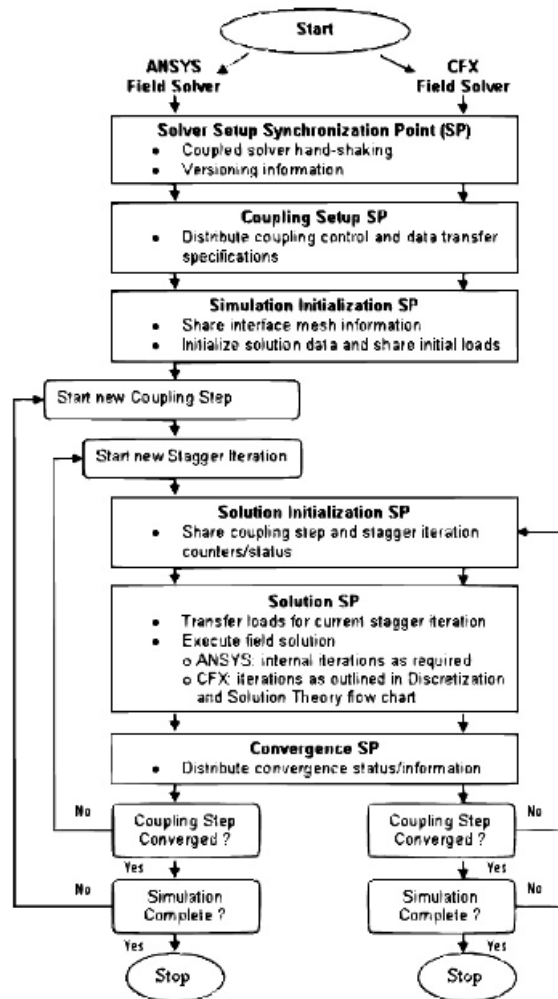 Start
ANSYS
Field Solver
CFX
Field Solver
Solver Setup Synchronization Point (SP)
• Coupled solver hand-shaking
• Versioning information
Coupling Setup SP
• Distribute coupling control and data transfer
specifications
Simulation Initialization SP
• Share interface mesh information
• Initialize solution data and share initial loads
Start new Coupling Step
Start new Stagger Iteration
Solution Initialization SP
• Share coupling step and stagger iteration
counters/status
Solution SP
• Transfer loads for current stagger iteration
• Execute field solution
o ANSYS: internal iterations as required
o CFX: iterations as outlined in Discretization
and Solution Theory flow chart
Convergence SP
• Distribute convergence status/information
No
Coupling Step
Converged ?
Yes
No
Simulation
Complete ?
Yes
Stop
Coupling Step
Converged ?
No
Yes
Simulation
Complete ?
No
Yes
Stop